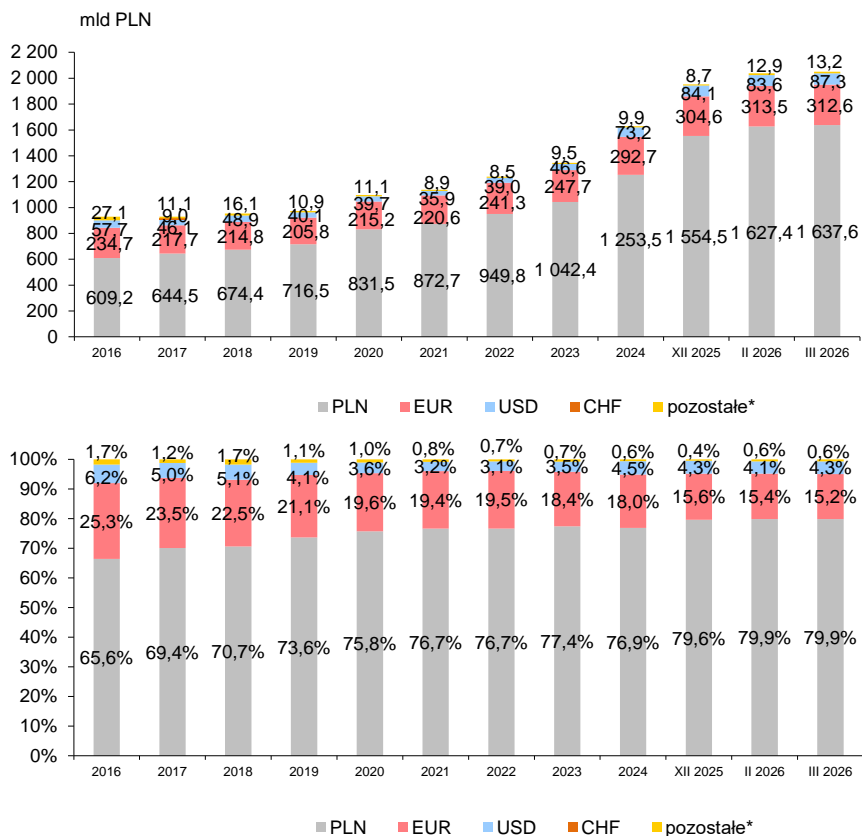 mld PLN
2 200
2 000
1 800
1 600
1 400
1 200
1 000
800
600
400
200
0
27,1 11,1 16,1 10,9 11,1 8,9 8,5 9,5 9,9 8,7 12,9 13,2
9,0
57,7 46,1 48,9 40,1 39,7 35,9 39,0 46,6 73,2 84,1 83,6 87,3
234,7 217,7 214,8 205,8 215,2 220,6 241,3 247,7 292,7 304,6 313,5 312,6
609,2 644,5 674,4 716,5 831,5 872,7 949,8 1 042,4 1 253,5 1 554,5 1 627,4 1 637,6
2016 2017 2018 2019 2020 2021 2022 2023 2024 XII 2025 II 2026 III 2026
PLN EUR USD CHF pozostałe*
100%
90%
80%
70%
60%
50%
40%
30%
20%
10%
0%
1,7% 1,2% 1,7% 1,1% 1,0% 0,8% 0,7% 0,7% 0,6% 0,4% 0,6% 0,6%
6,2% 5,0% 5,1% 4,1% 3,6% 3,2% 3,1% 3,5% 4,5% 4,3% 4,1% 4,3%
25,3% 23,5% 22,5% 21,1% 19,6% 19,4% 19,5% 18,4% 18,0% 15,6% 15,4% 15,2%
65,6% 69,4% 70,7% 73,6% 75,8% 76,7% 76,7% 77,4% 76,9% 79,6% 79,9% 79,9%
2016 2017 2018 2019 2020 2021 2022 2023 2024 XII 2025 II 2026 III 2026
PLN EUR USD CHF pozostałe*